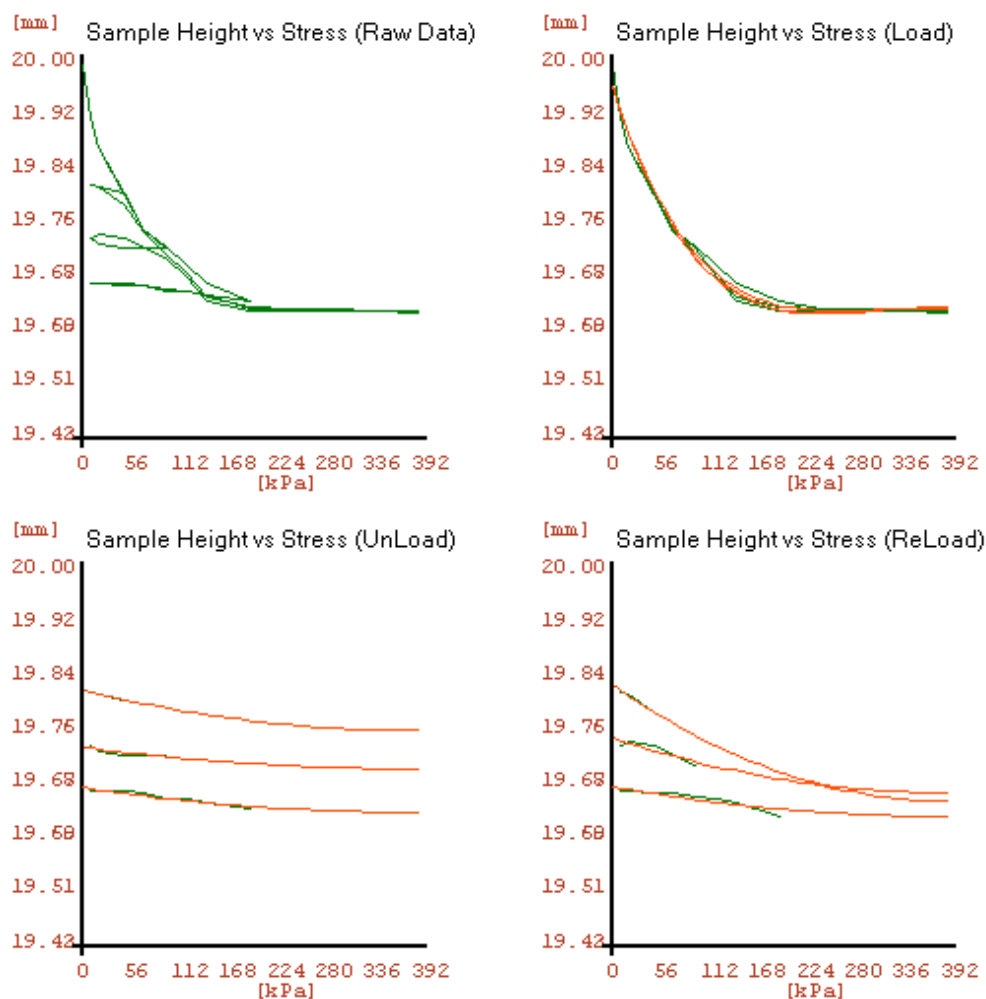 [mm] Sample Height vs Stress (Raw Data)
20.00
19.92
19.84
19.76
19.68
19.60
19.51
19.42
0 56 112 168 224 280 336 392
[kPa]
[mm] Sample Height vs Stress (Load)
20.00
19.92
19.84
19.76
19.68
19.60
19.51
19.42
0 56 112 168 224 280 336 392
[kPa]
[mm] Sample Height vs Stress (UnLoad)
20.00
19.92
19.84
19.76
19.68
19.60
19.51
19.42
0 56 112 168 224 280 336 392
[kPa]
[mm] Sample Height vs Stress (ReLoad)
20.00
19.92
19.84
19.76
19.68
19.60
19.51
19.42
0 56 112 168 224 280 336 392
[kPa]